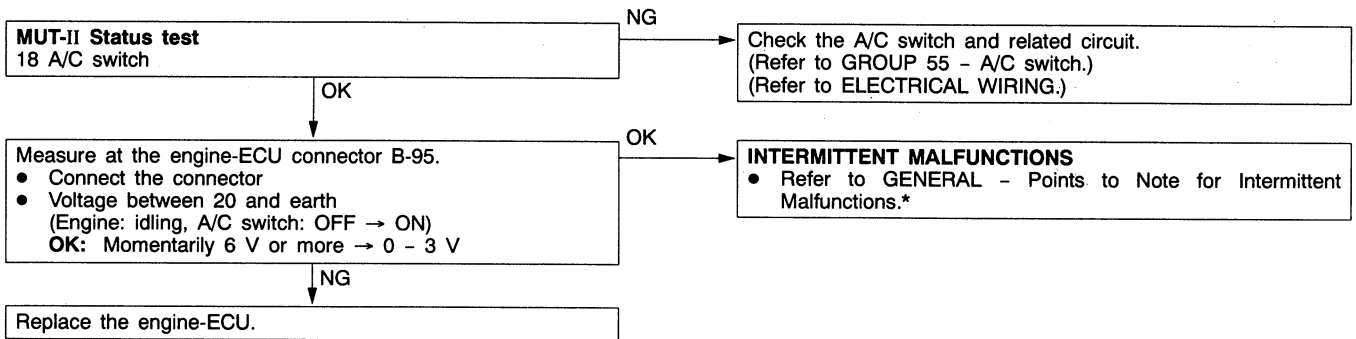 MUT-II Status test
18 A/C switch
NG
Check the A/C switch and related circuit.
(Refer to GROUP 55 – A/C switch.)
(Refer to ELECTRICAL WIRING.)
OK
Measure at the engine-ECU connector B-95.
● Connect the connector
● Voltage between 20 and earth
(Engine: idling, A/C switch: OFF → ON)
OK: Momentarily 6 V or more → 0 – 3 V
OK
INTERMITTENT MALFUNCTIONS
● Refer to GENERAL – Points to Note for Intermittent
Malfunctions.*
NG
Replace the engine-ECU.